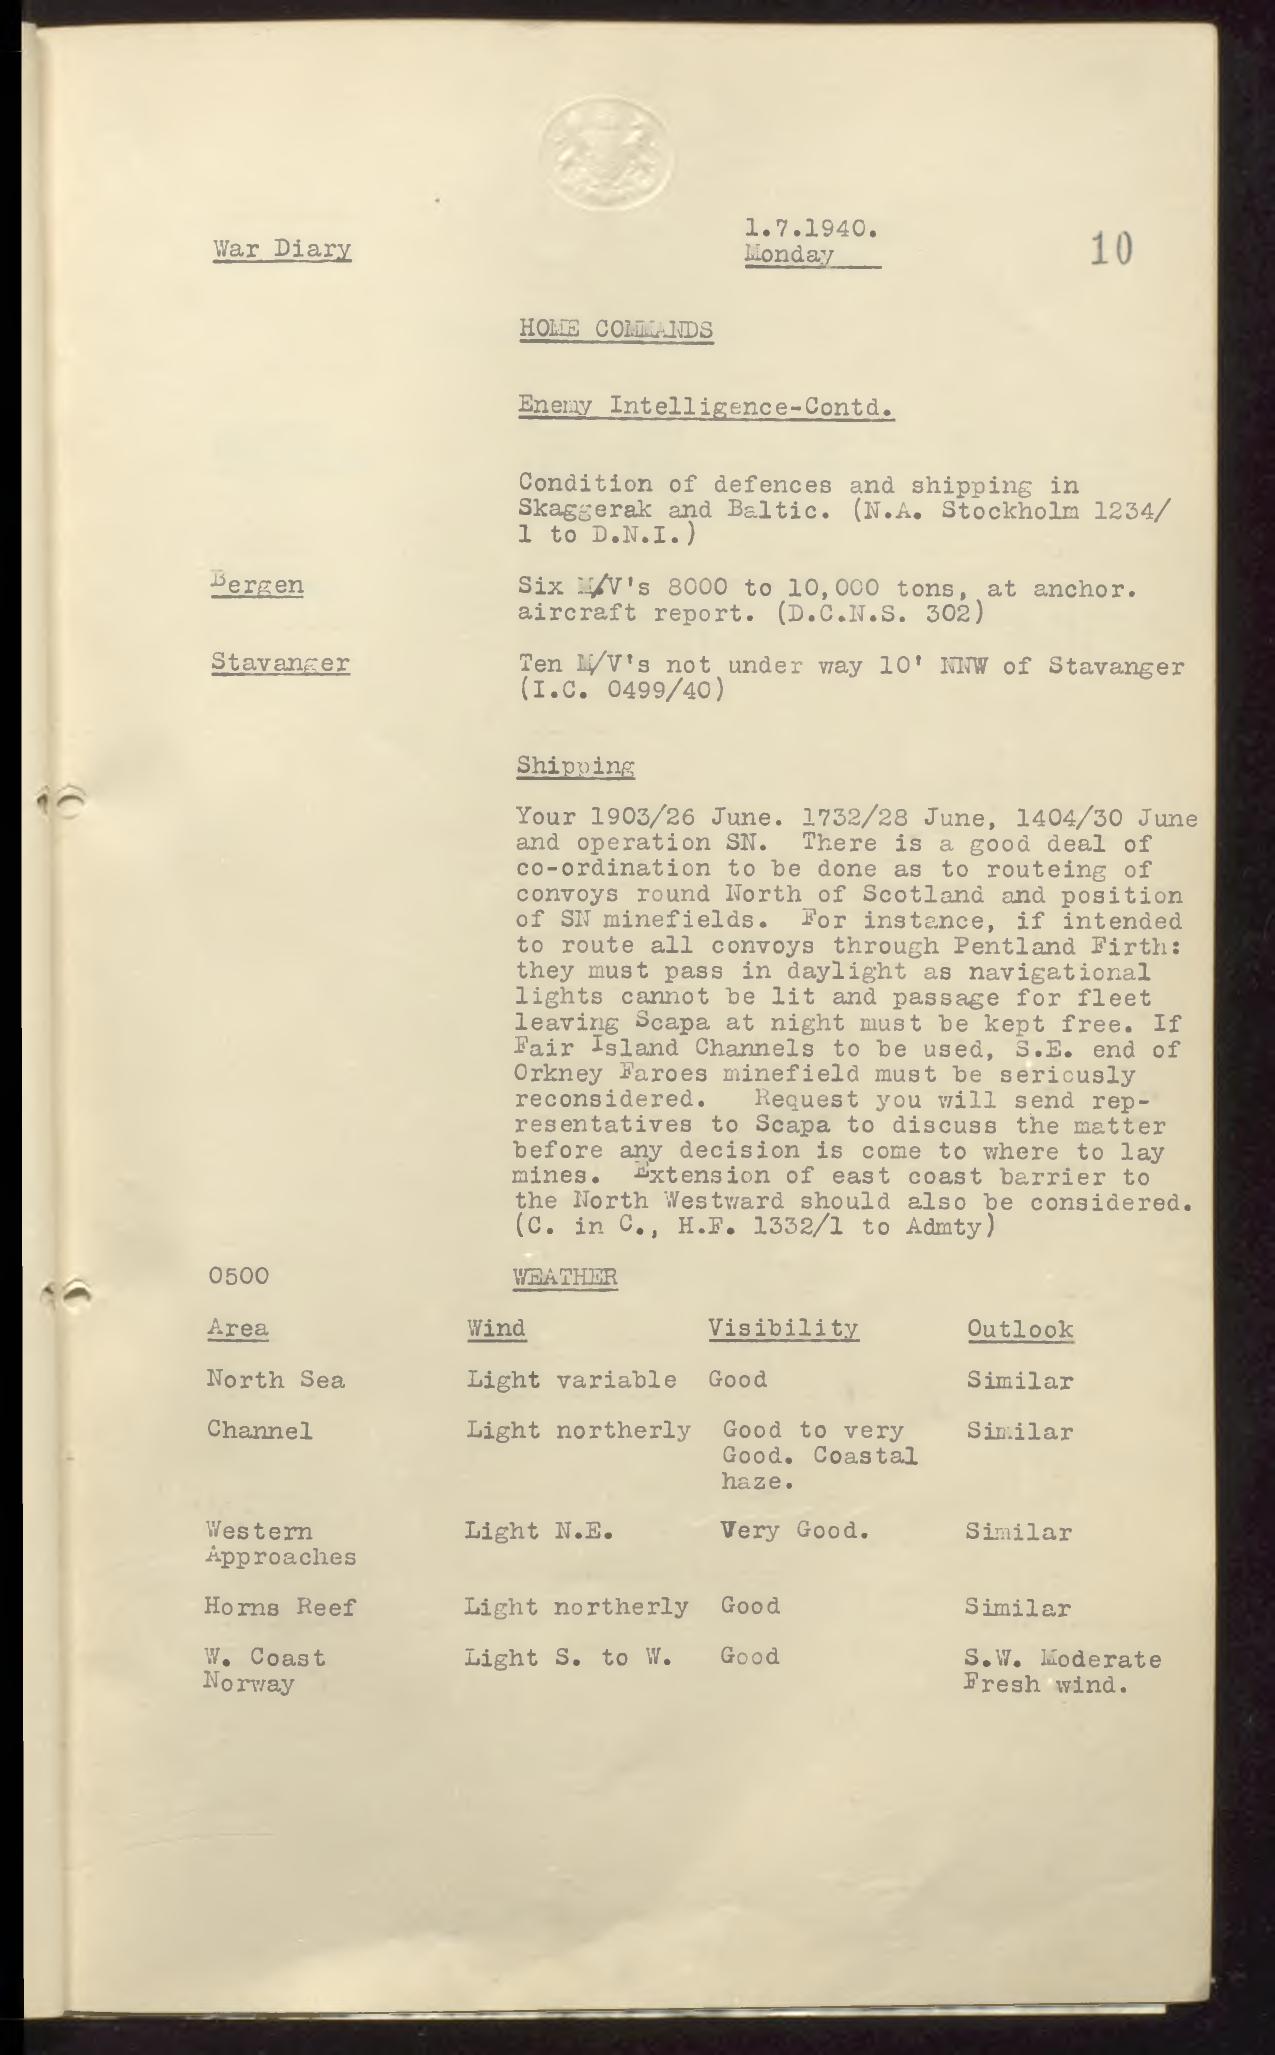 War Diary
1.7.1940.
Monday
10
HOME COMMANDS
Enemy Intelligence-Contd.
Condition of defences and shipping in
Skaggerak and Baltic. (N.A. Stockholm 1234/
1 to D.N.I.)
Bergen
Six M/V's 8000 to 10,000 tons, at anchor.
aircraft report. (D.C.N.S. 302)
Stavanger
Ten M/V's not under way 10' NNW of Stavanger
(I.C. 0499/40)
Shipping
Your 1903/26 June. 1732/28 June, 1404/30 June
and operation SN. There is a good deal of
co-ordination to be done as to routeing of
convoys round North of Scotland and position
of SN minefields. For instance, if intended
to route all convoys through Pentland Firth:
they must pass in daylight as navigational
lights cannot be lit and passage for fleet
leaving Scapa at night must be kept free. If
Fair Island Channels to be used, S.E. end of
Orkney Faroes minefield must be seriously
reconsidered. Request you will send rep-
resentatives to Scapa to discuss the matter
before any decision is come to where to lay
mines. Extension of east coast barrier to
the North Westward should also be considered.
(C. in C., H.F. 1332/1 to Admty)
0500 WEATHER
Area Wind Visibility Outlook
North Sea Light variable Good Similar
Channel Light northerly Good to very Similar
Good. Coastal
haze.
Western Light N.E. Very Good. Similar
Approaches
Horns Reef Light northerly Good Similar
W. Coast Light S. to W. Good S.W. Moderate
Norway Fresh wind.